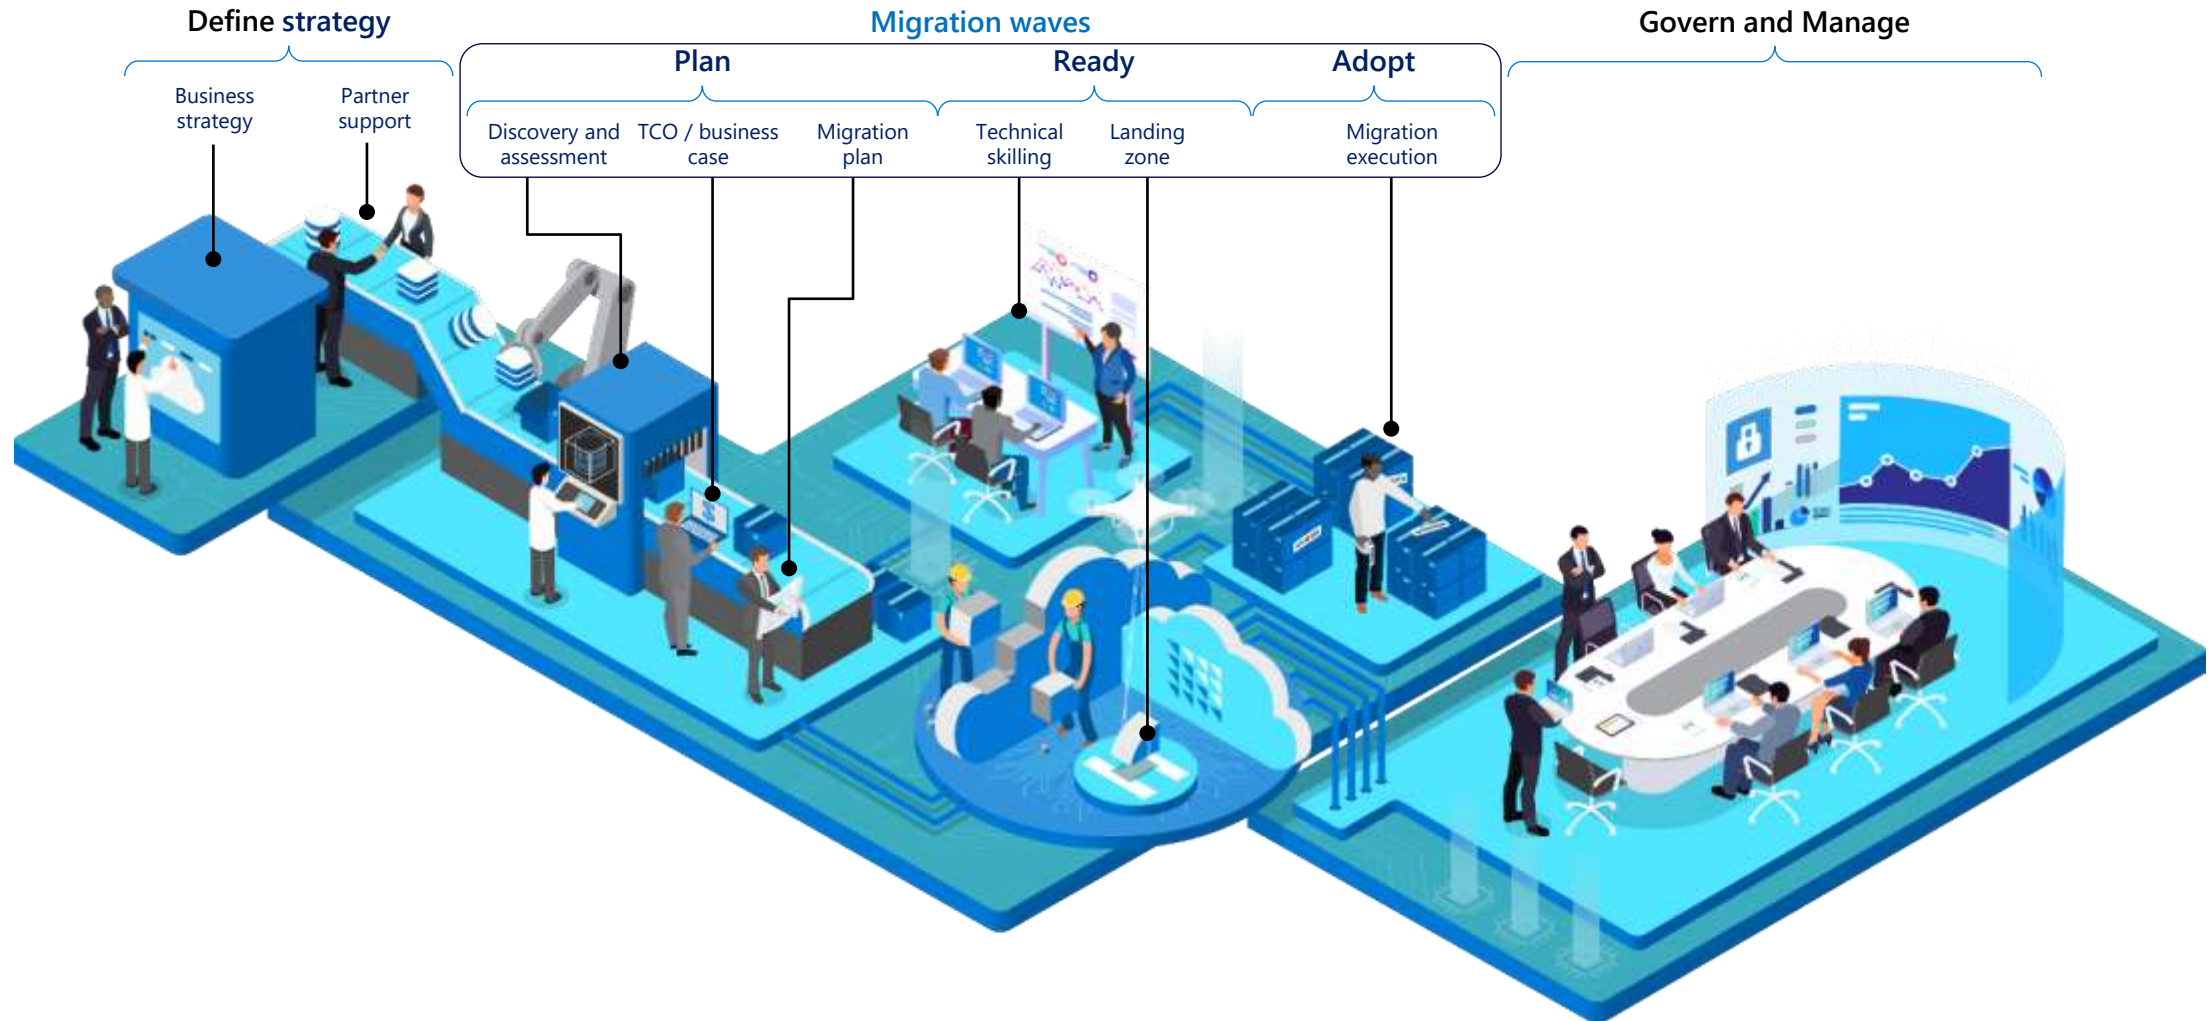 Define strategy
Migration waves
Govern and Manage
Plan
Ready
Adopt
Business
strategy
Partner
support
Discovery and
assessment
TCO / business
case
Migration
plan
Technical
skilling
Landing
zone
Migration
execution